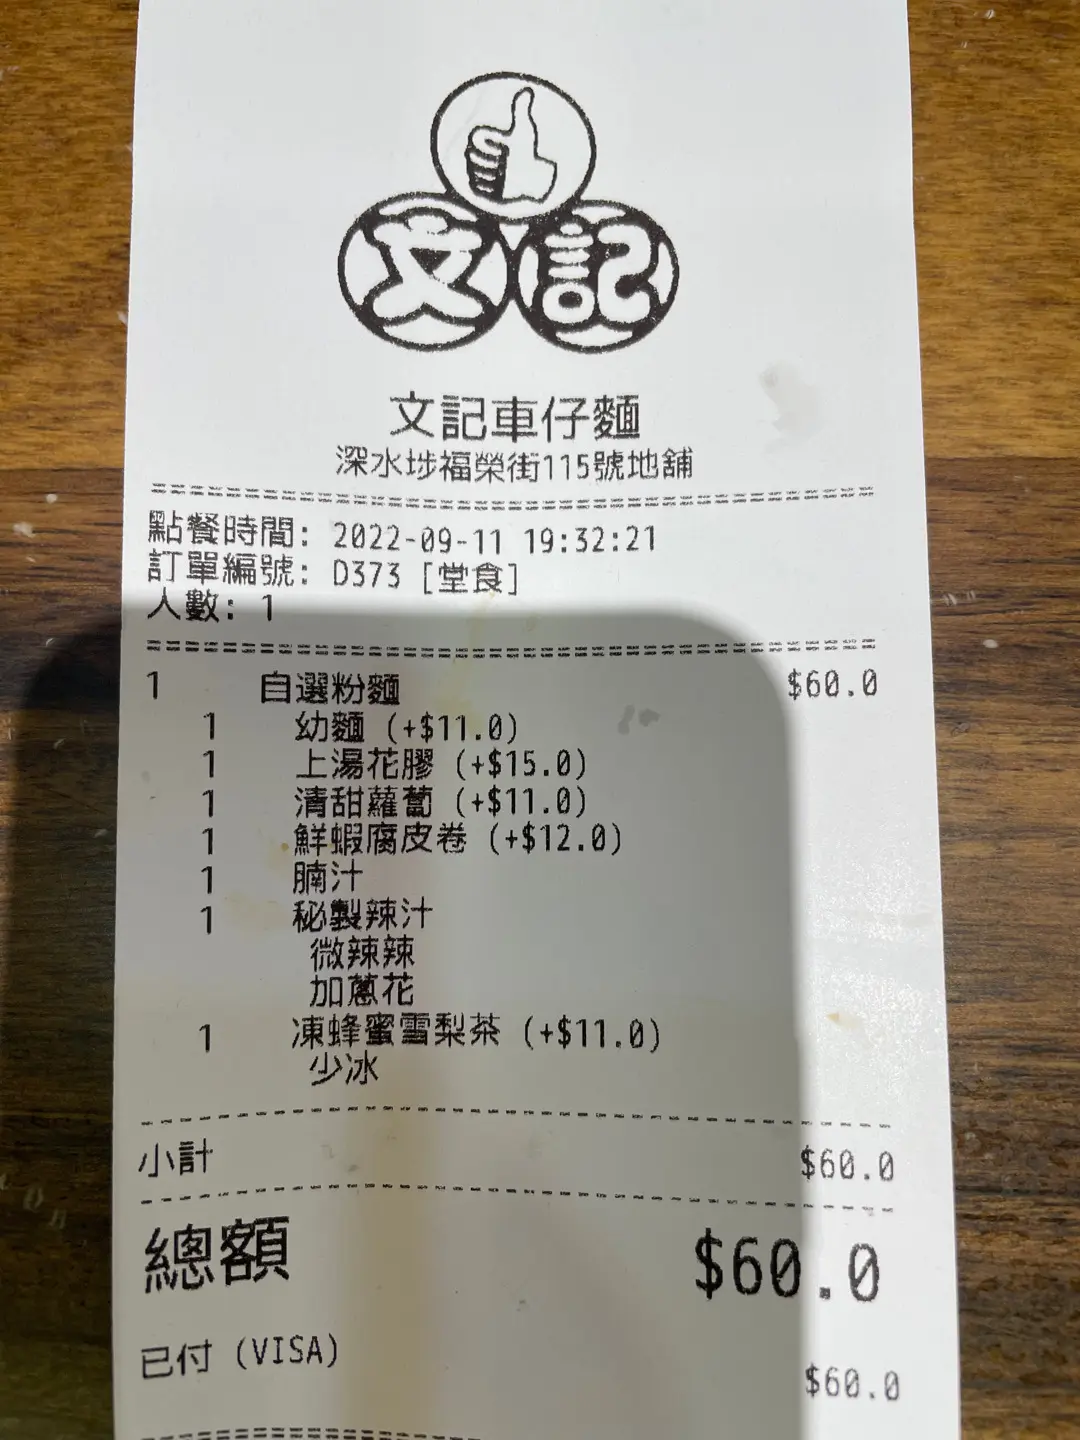 文記
文記車仔麵
深水埗福榮街115號地舖
點餐時間: 2022-09-11 19:32:21
訂單編號: D373 [堂食]
人數: 1
1 自選粉麵 $60.0
1 幼麵 (+$11.0)
1 上湯花膠 (+$15.0)
1 清甜蘿蔔 (+$11.0)
1 鮮蝦腐皮卷 (+$12.0)
1 腩汁
1 秘製辣汁
微辣辣
加蔥花
1 凍蜂蜜雪梨茶 (+$11.0)
少冰
小計 $60.0
總額 $60.0
已付 (VISA) $60.0